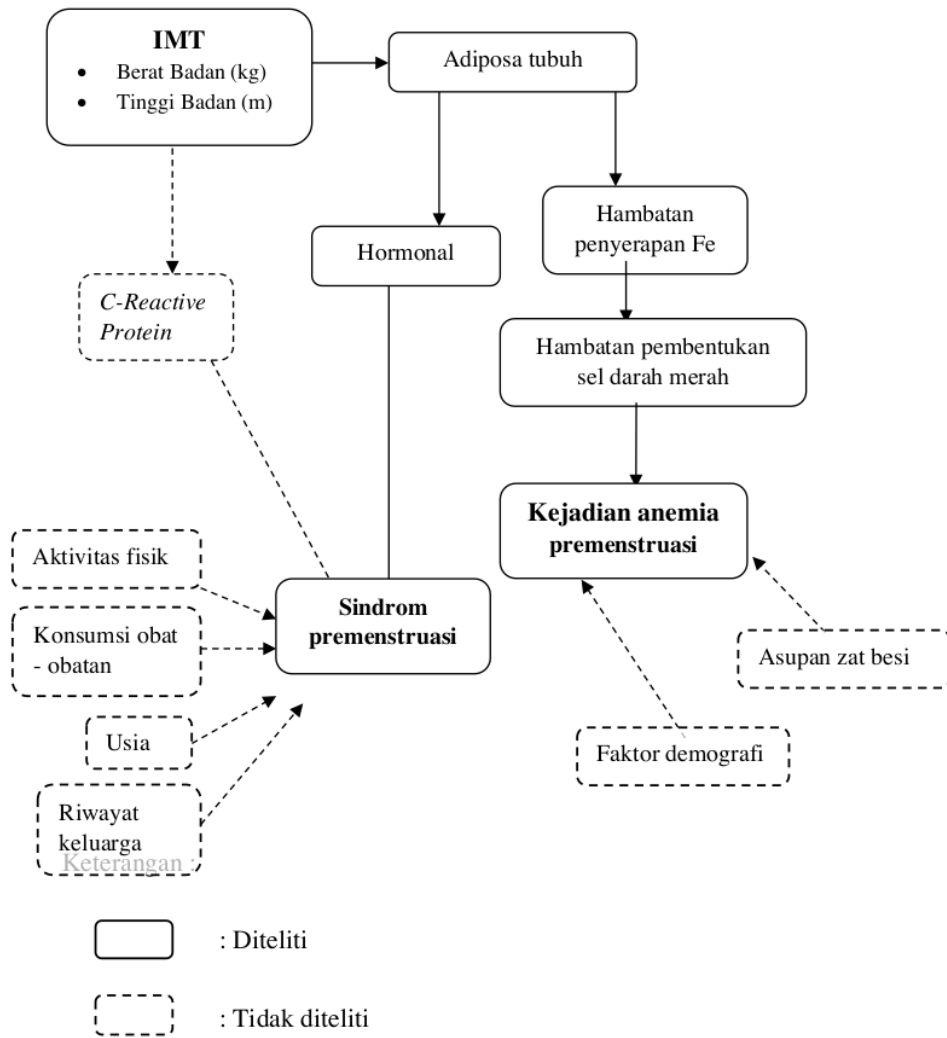 IMT
• Berat Badan (kg)
• Tinggi Badan (m)
Adiposa tubuh
Hormonal
Hambatan
penyerapan Fe
C-Reactive
Protein
Hambatan pembentukan
sel darah merah
Kejadian anemia
premenstruasi
Aktivitas fisik
Konsumsi obat
- obatan
Sindrom
premenstruasi
Asupan zat besi
Usia
Faktor demografi
Riwayat
keluarga
Keterangan :
: Diteliti
: Tidak diteliti